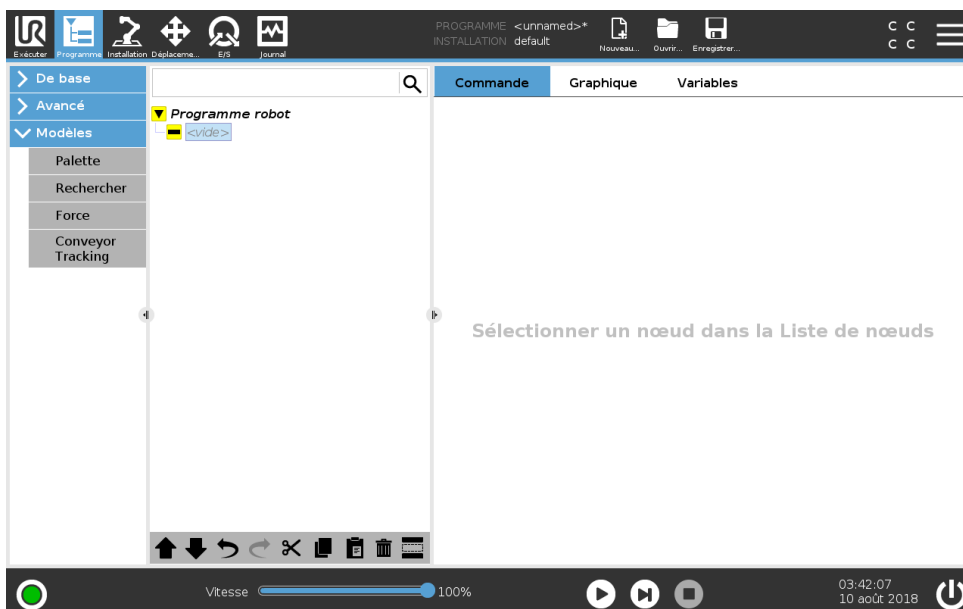 PROGRAMME <unnamed>*
INSTALLATION default
C C
C C
Exécuter Programme Installation Déplaceme... E/S Journal
Nouveau... Ouvrir... Enregistrer...
De base
Avancé
Modèles
Palette
Rechercher
Force
Conveyor
Tracking
Programme robot
<vide>
Commande Graphique Variables
Sélectionner un nœud dans la Liste de nœuds
Vitesse 100%
03:42:07
10 août 2018